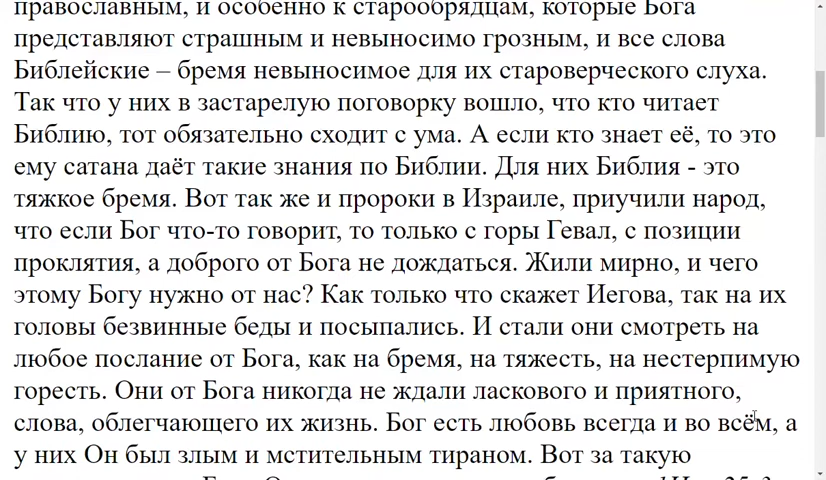 православным, и особенно к старообрядцам, которые Бога
представляют страшным и невыносимо грозным, и все слова
Библейские – бремя невыносимое для их староверческого слуха.
Так что у них в застарелую поговорку вошло, что кто читает
Библию, тот обязательно сходит с ума. А если кто знает её, то это
ему сатана даёт такие знания по Библии. Для них Библия - это
тяжкое бремя. Вот так же и пророки в Израиле, приучили народ,
что если Бог что-то говорит, то только с горы Гевал, с позиции
проклятия, а доброго от Бога не дождаться. Жили мирно, и чего
этому Богу нужно от нас? Как только что скажет Иегова, так на их
головы безвинные беды и посыпались. И стали они смотреть на
любое послание от Бога, как на бремя, на тяжесть, на нестерпимую
горесть. Они от Бога никогда не ждали ласкового и приятного,
слова, облегчающего их жизнь. Бог есть любовь всегда и во всём, а
у них Он был злым и мстительным тираном. Вот за такую